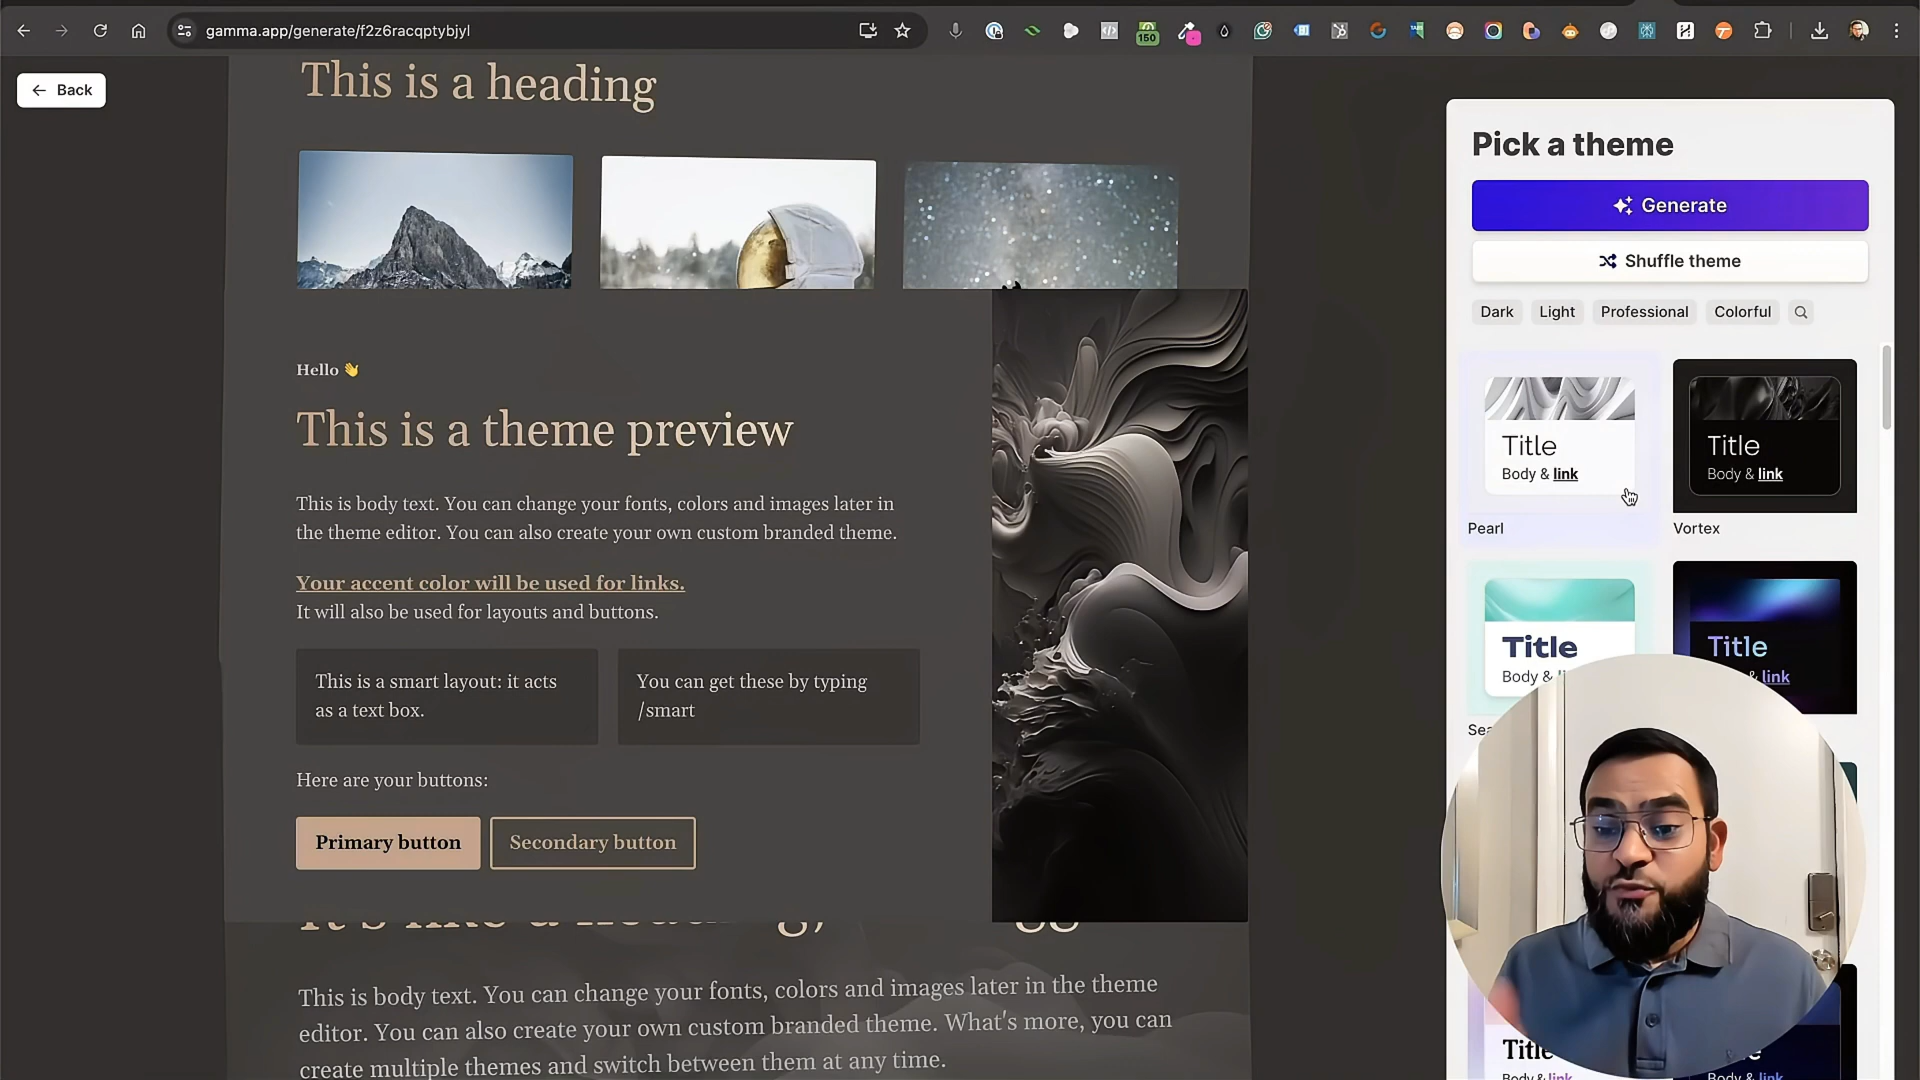 gamma.app/generate/f2z6racqptybjyl
150
Back
This is a heading
Hello 👋
This is a theme preview
This is body text. You can change your fonts, colors and images later in
the theme editor. You can also create your own custom branded theme.
Your accent color will be used for links.
It will also be used for layouts and buttons.
This is a smart layout: it acts
as a text box.
You can get these by typing
/smart
Here are your buttons:
Primary button
Secondary button
This is body text. You can change your fonts, colors and images later in the theme
editor. You can also create your own custom branded theme. What's more, you can
create multiple themes and switch between them at any time.
Pick a theme
Generate
Shuffle theme
Dark
Light
Professional
Colorful
Title
Body & link
Pearl
Title
Body & link
Vortex
Title
Body &
Title
link
Title
Body & link
link